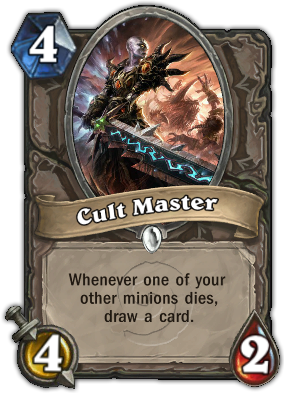 4
Cult Master
Whenever one of your
other minions dies,
draw a card.
4
2